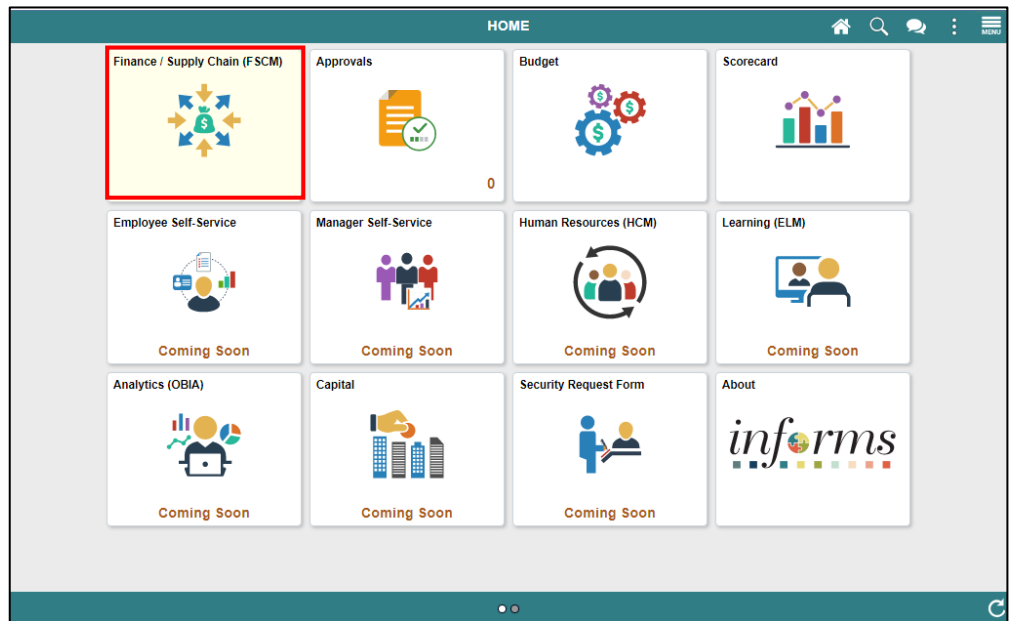 HOME
MENU
Finance / Supply Chain (FSCM)
Approvals
Budget
Scorecard
0
Employee Self-Service
Manager Self-Service
Human Resources (HCM)
Learning (ELM)
Coming Soon
Coming Soon
Coming Soon
Coming Soon
Analytics (OBIA)
Capital
Security Request Form
About
informs
Coming Soon
Coming Soon
Coming Soon